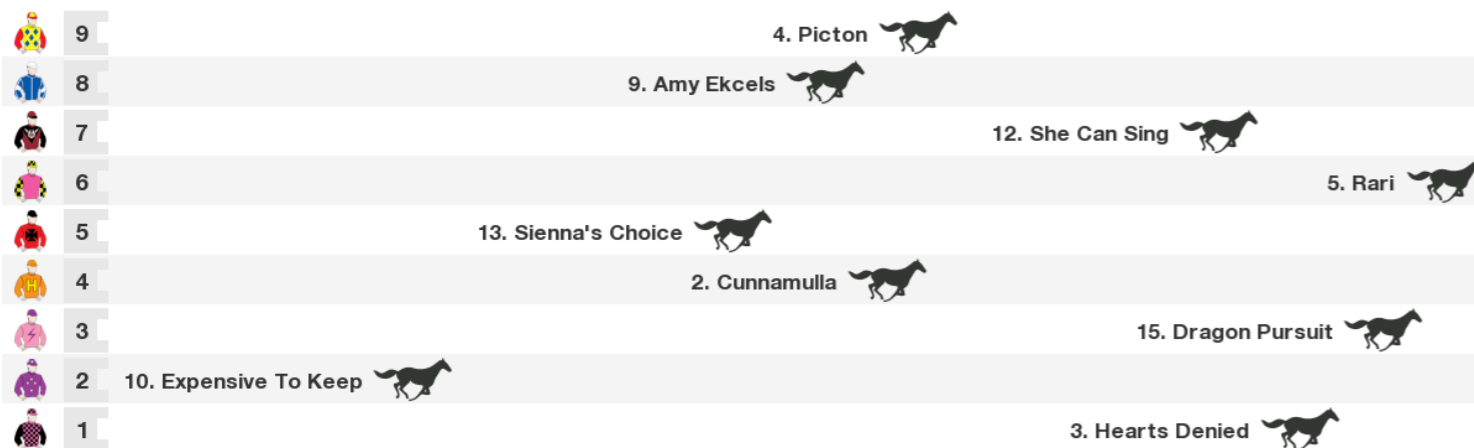 9 4. Picton
8 9. Amy Ekcels
7 12. She Can Sing
6 5. Rari
5 13. Sienna's Choice
4 H 2. Cunnamulla
3 15. Dragon Pursuit
2 10. Expensive To Keep
1 3. Hearts Denied